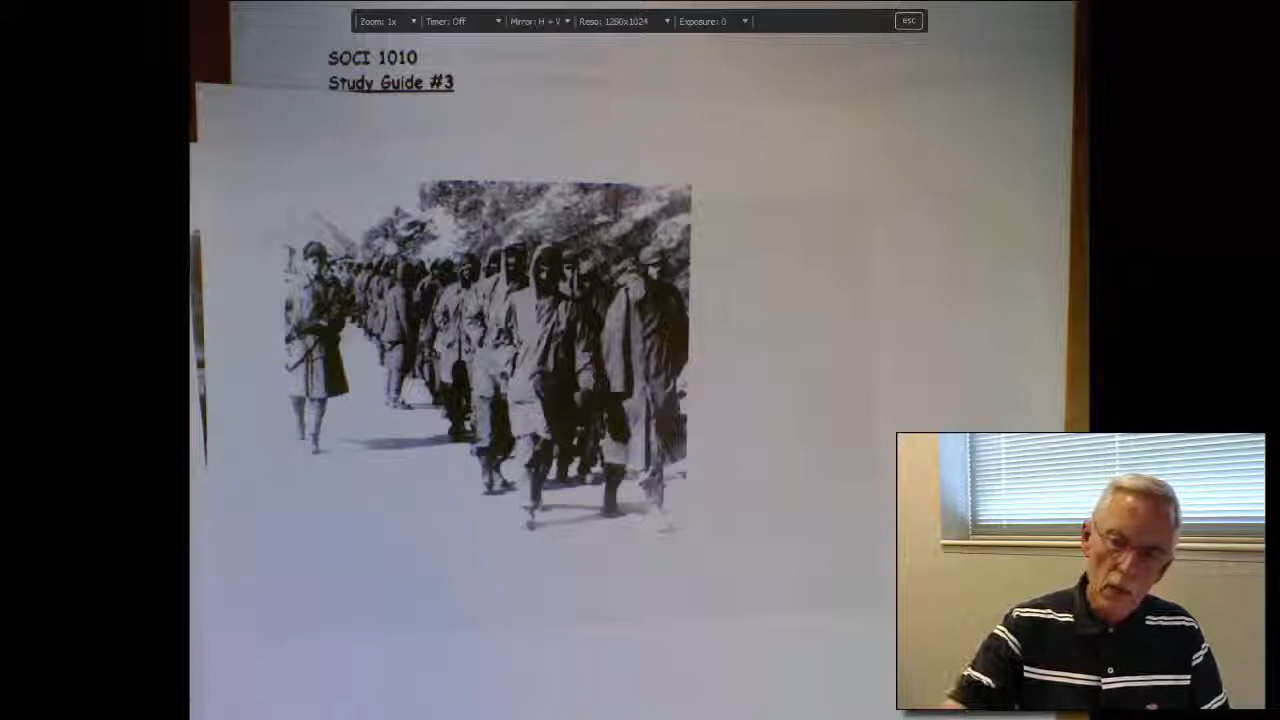 Zoom: 1x Timer: Off Mirror: H + V Reso: 1280x1024 Exposure: 0 esc
SOCI 1010
Study Guide #3